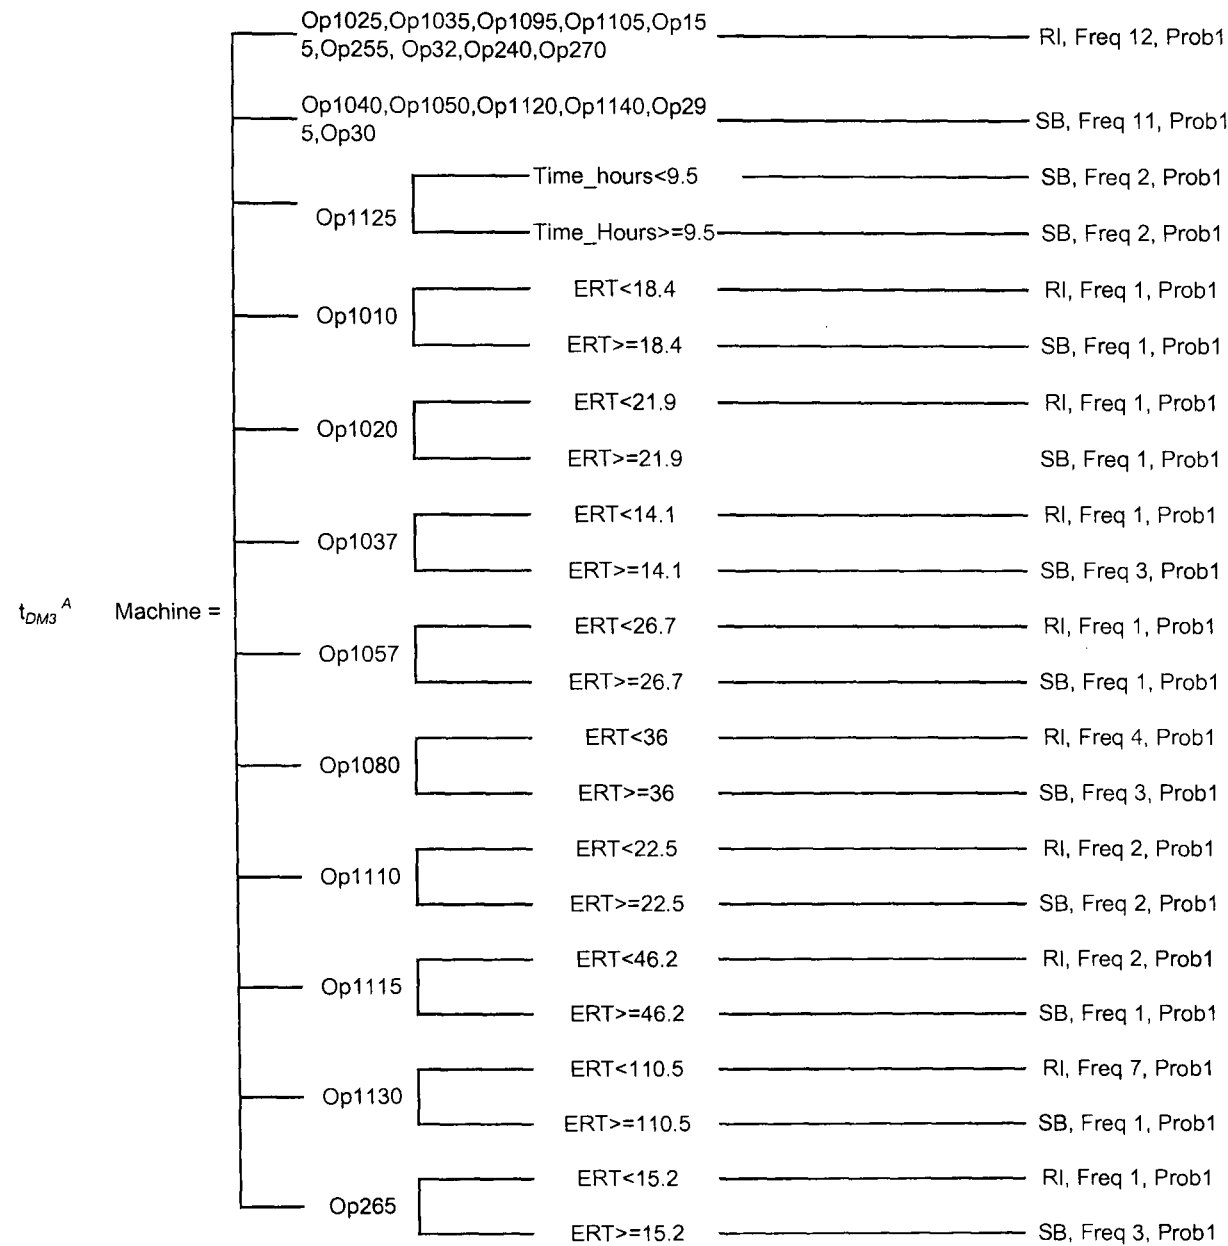 Op1025,Op1035,Op1095,Op1105,Op15
5,Op255, Op32,Op240,Op270
RI, Freq 12, Prob1
Op1040,Op1050,Op1120,Op1140,Op29
5,Op30
SB, Freq 11, Prob1
Op1125
Time_hours<9.5
SB, Freq 2, Prob1
Time_Hours>=9.5
SB, Freq 2, Prob1
Op1010
ERT<18.4
RI, Freq 1, Prob1
ERT>=18.4
SB, Freq 1, Prob1
Op1020
ERT<21.9
RI, Freq 1, Prob1
ERT>=21.9
SB, Freq 1, Prob1
Op1037
ERT<14.1
RI, Freq 1, Prob1
ERT>=14.1
SB, Freq 3, Prob1
tDM3 A Machine =
Op1057
ERT<26.7
RI, Freq 1, Prob1
ERT>=26.7
SB, Freq 1, Prob1
Op1080
ERT<36
RI, Freq 4, Prob1
ERT>=36
SB, Freq 3, Prob1
Op1110
ERT<22.5
RI, Freq 2, Prob1
ERT>=22.5
SB, Freq 2, Prob1
Op1115
ERT<46.2
RI, Freq 2, Prob1
ERT>=46.2
SB, Freq 1, Prob1
Op1130
ERT<110.5
RI, Freq 7, Prob1
ERT>=110.5
SB, Freq 1, Prob1
Op265
ERT<15.2
RI, Freq 1, Prob1
ERT>=15.2
SB, Freq 3, Prob1